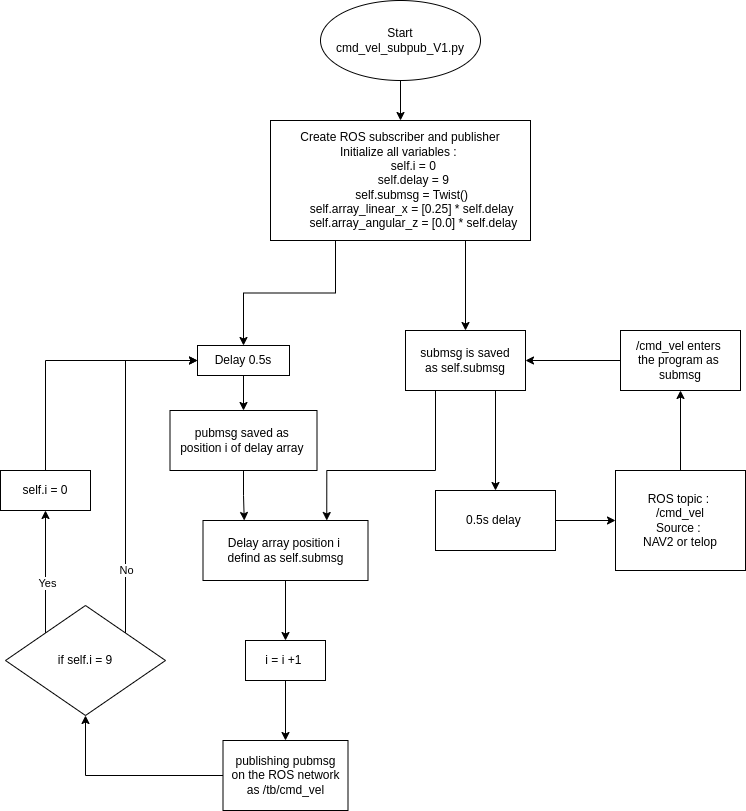 Start
cmd_vel_subpub_V1.py
Create ROS subscriber and publisher
Initialize all variables :
self.i = 0
self.delay = 9
self.submsg = Twist()
self.array_linear_x = [0.25] * self.delay
self.array_angular_z = [0.0] * self.delay
Delay 0.5s
submsg is saved
as self.submsg
/cmd_vel enters
the program as
submsg
pubmsg saved as
position i of delay array
self.i = 0
0.5s delay
ROS topic :
/cmd_vel
Source :
NAV2 or telop
Delay array position i
defind as self.submsg
No
Yes
if self.i = 9
i = i +1
publishing pubmsg
on the ROS network
as /tb/cmd_vel